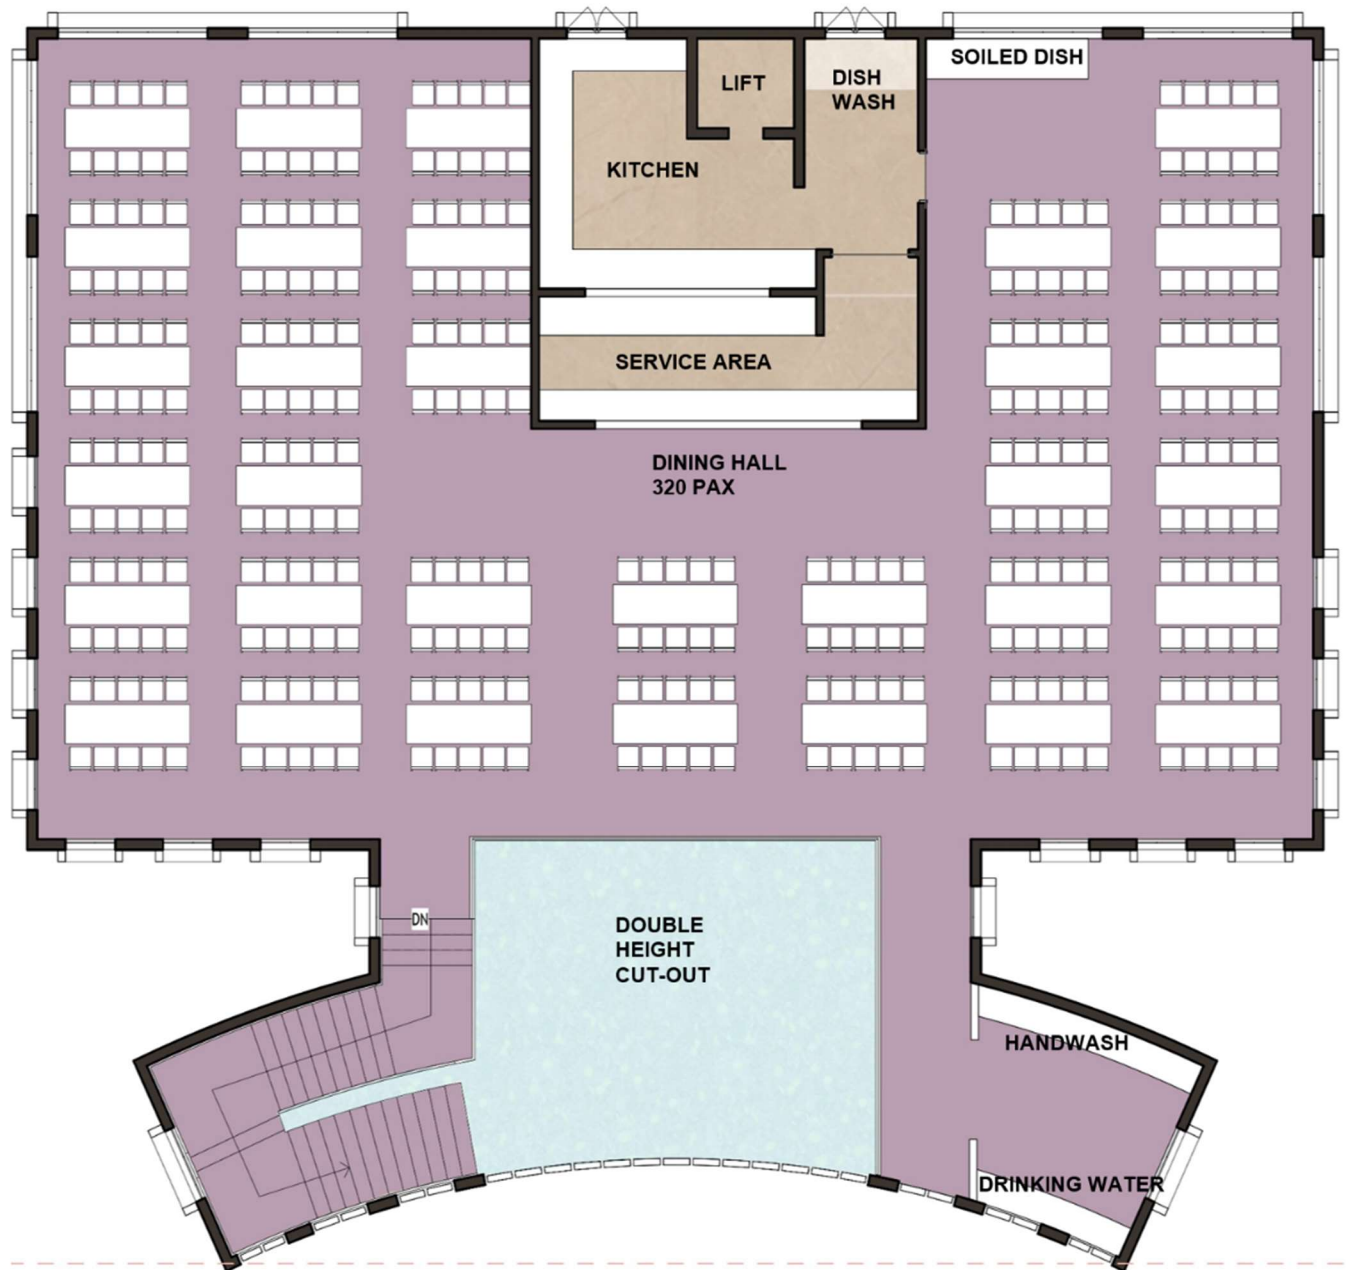 SOILED DISH
LIFT
DISH
WASH
KITCHEN
SERVICE AREA
DINING HALL
320 PAX
DN
DOUBLE
HEIGHT
CUT-OUT
HANDWASH
DRINKING WATER